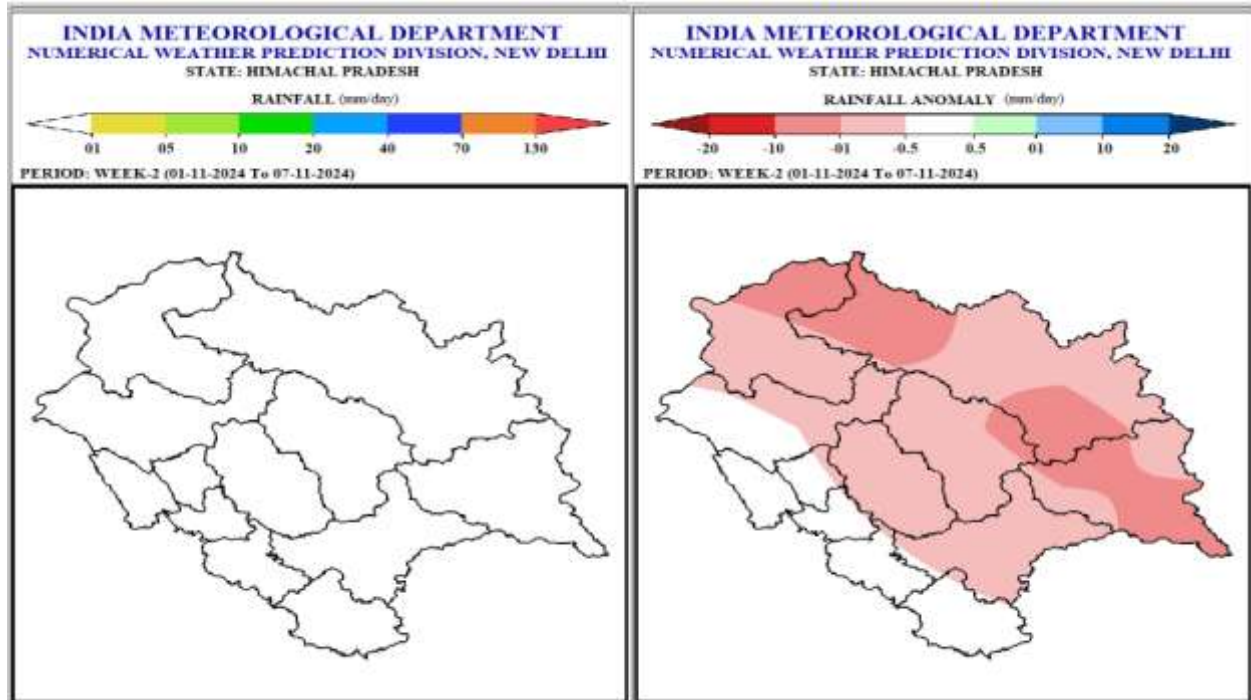 INDIA METEOROLOGICAL DEPARTMENT
NUMERICAL WEATHER PREDICTION DIVISION, NEW DELHI
STATE: HIMACHAL PRADESH
RAINFALL (mm/day)
01 05 10 20 40 70 130
PERIOD: WEEK-2 (01-11-2024 To 07-11-2024)
INDIA METEOROLOGICAL DEPARTMENT
NUMERICAL WEATHER PREDICTION DIVISION, NEW DELHI
STATE: HIMACHAL PRADESH
RAINFALL ANOMALY (mm/day)
-20 -10 -01 -0.5 0.5 01 10 20
PERIOD: WEEK-2 (01-11-2024 To 07-11-2024)